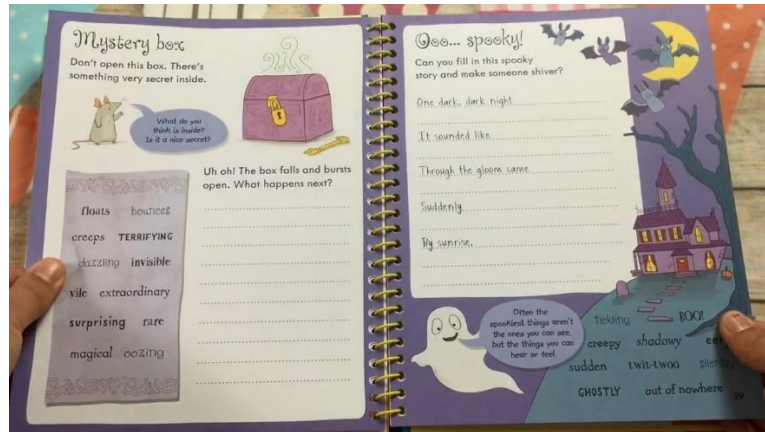 Mystery box
Don't open this box. There's
something very secret inside.
What do you
think is inside?
Is it a nice secret?
Uh oh! The box falls and bursts
open. What happens next?
floats bounces
creeps TERRIFYING
dazzling invisible
vile extraordinary
surprising rare
magical oozing
Ooo... spooky!
Can you fill in this spooky
story and make someone shiver?
One dark, dark night
It sounded like
Through the gloom came
Suddenly
By sunrise,
Often the
spookiest things aren't
the ones you can see,
but the things you can
hear or feel.
tickling BOO!
creepy shadowy
sudden twit-twoo
GHOSTLY out of nowhere